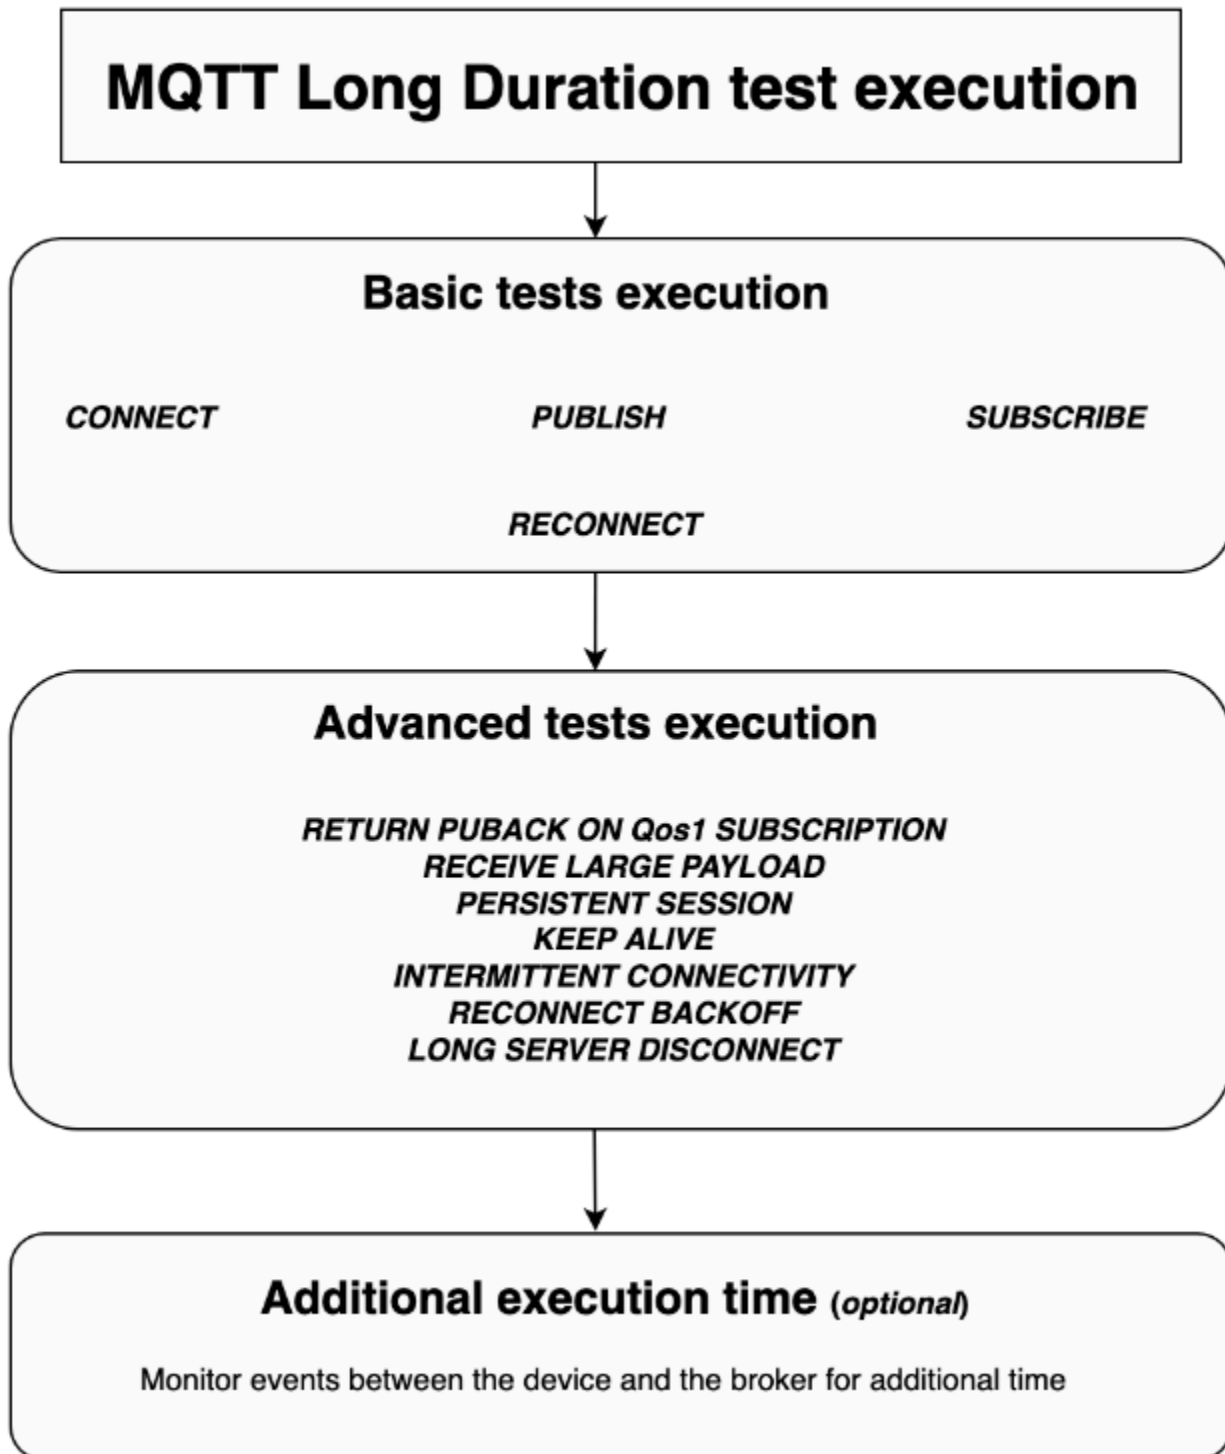 MQTT Long Duration test execution
Basic tests execution
CONNECT PUBLISH SUBSCRIBE
RECONNECT
Advanced tests execution
RETURN PUBACK ON Qos1 SUBSCRIPTION
RECEIVE LARGE PAYLOAD
PERSISTENT SESSION
KEEP ALIVE
INTERMITTENT CONNECTIVITY
RECONNECT BACKOFF
LONG SERVER DISCONNECT
Additional execution time (optional)
Monitor events between the device and the broker for additional time